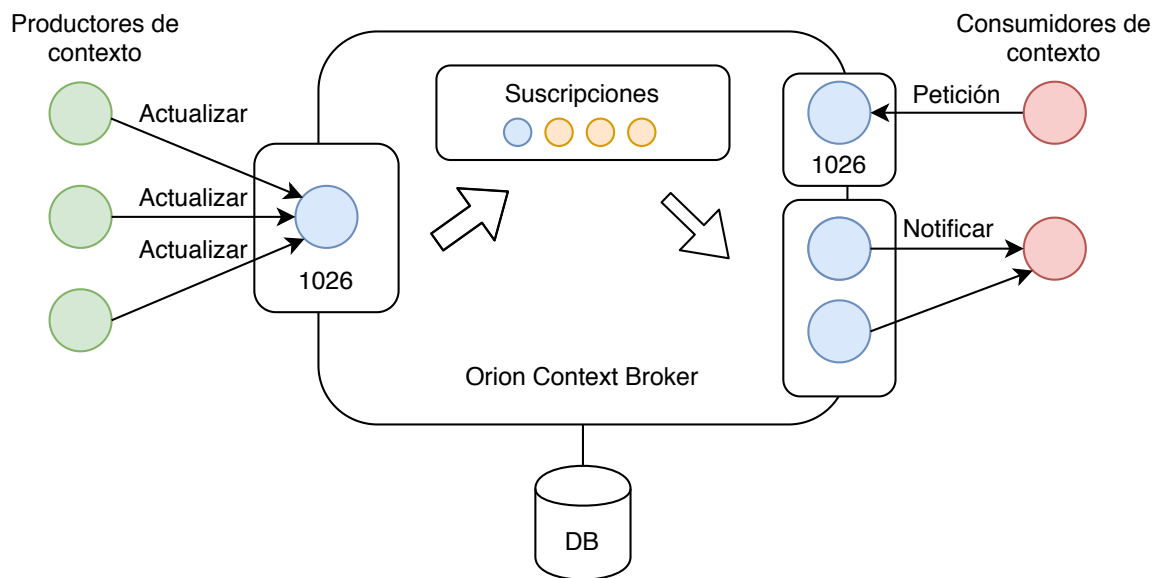 Productores de
contexto
Actualizar
Actualizar
Actualizar
1026
Suscripciones
Orion Context Broker
DB
Consumidores de
contexto
Petición
1026
Notificar